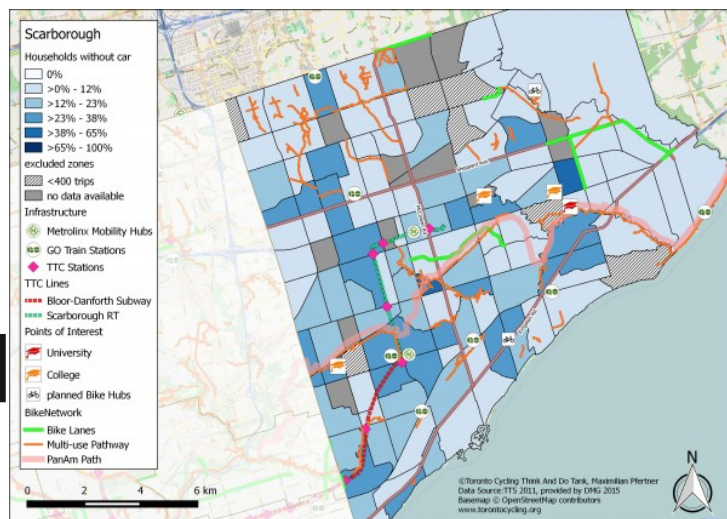 Scarborough
Households without car
0%
>0% - 12%
>12% - 23%
>23% - 38%
>38% - 65%
>65% - 100%
excluded zones
<400 trips
no data available
Infrastructure
Metrolinx Mobility Hubs
GO Train Stations
TTC Stations
TTC Lines
Bloor-Danforth Subway
Scarborough RT
Points of Interest
University
College
planned Bike Hubs
BikeNetwork
Bike Lanes
Multi-use Pathway
PanAm Path
0 2 4 6 km
Sheppard Ave
Kingston Rd
N
©Toronto Cycling Think And Do Tank, Maximilian Pfertner
Data Source:TTS 2011, provided by DMG 2015
Basemap © OpenStreetMap contributors
www.torontocycling.org